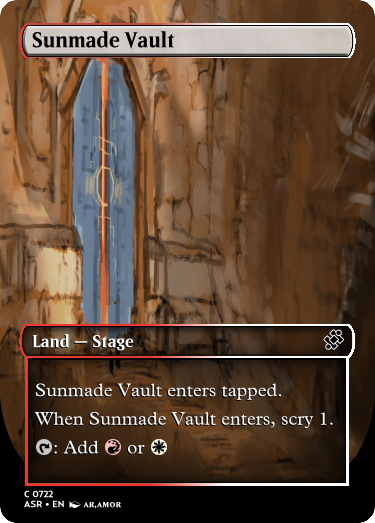 Sunmade Vault
Land — Stage
Sunmade Vault enters tapped.
When Sunmade Vault enters, scry 1.
: Add or
C 0722
ASR • EN AR,AMOR